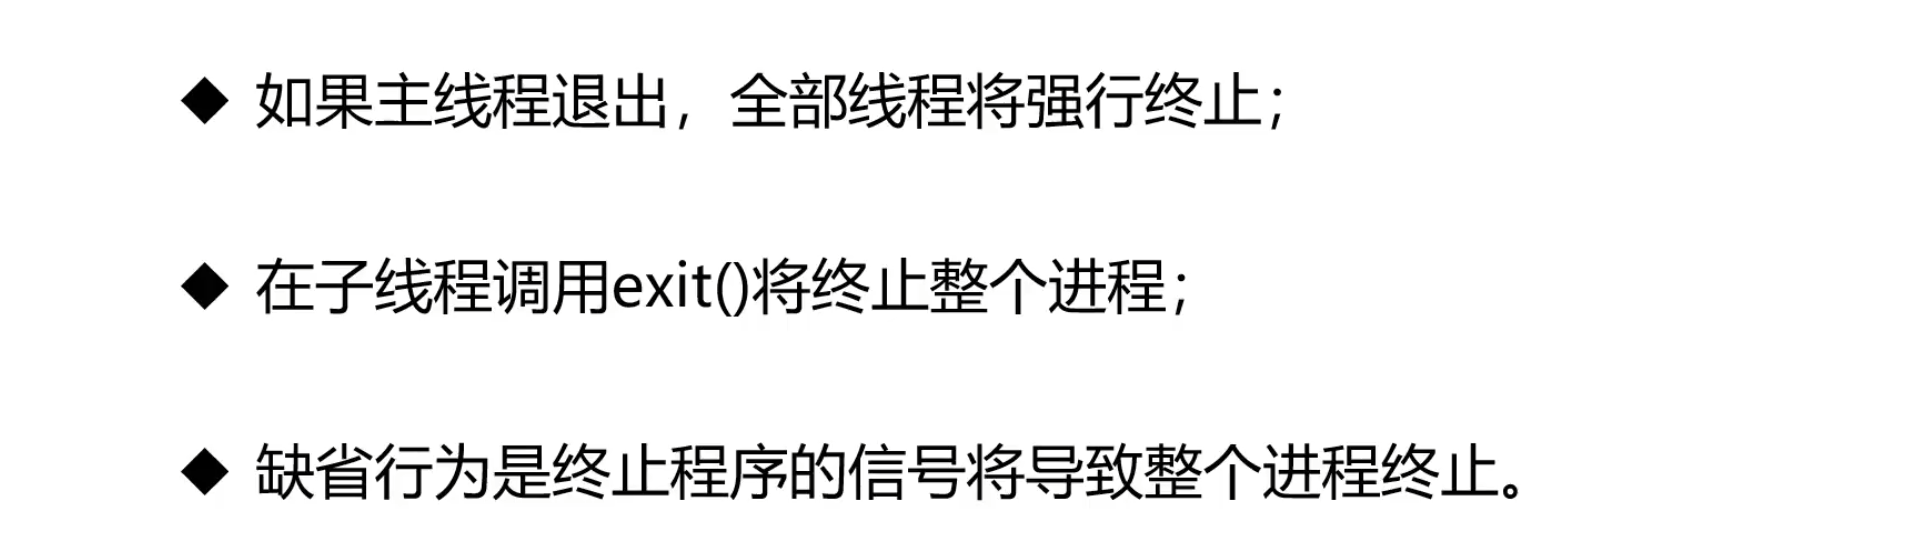 ◆ 如果主线程退出，全部线程将强行终止；
◆ 在子线程调用exit()将终止整个进程；
◆ 缺省行为是终止程序的信号将导致整个进程终止。